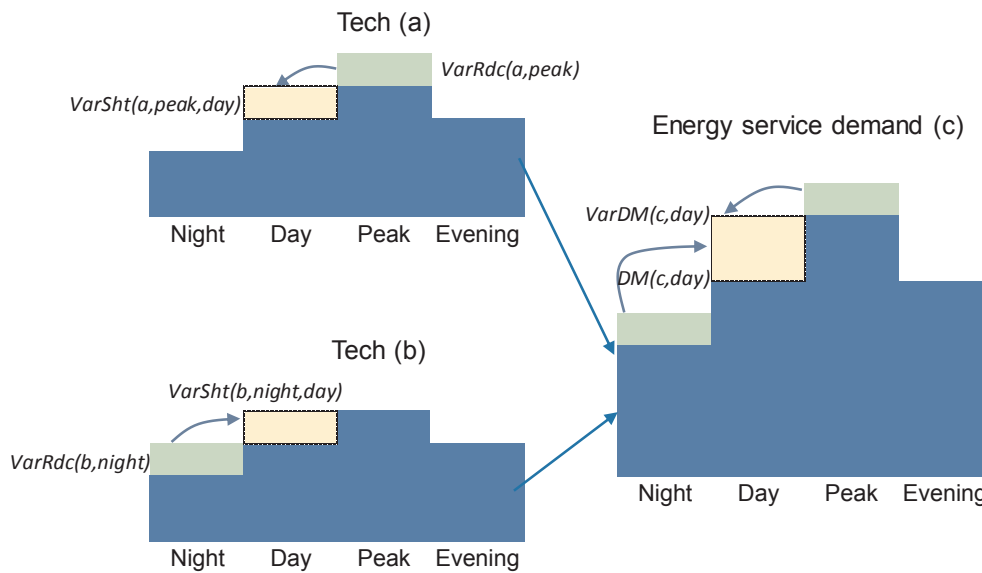 Tech (a)
VarRdc(a,peak)
VarSht(a,peak,day)
Night Day Peak Evening
Energy service demand (c)
VarDM(c,day)
DM(c,day)
Night Day Peak Evening
Tech (b)
VarSht(b,night,day)
VarRdc(b,night)
Night Day Peak Evening